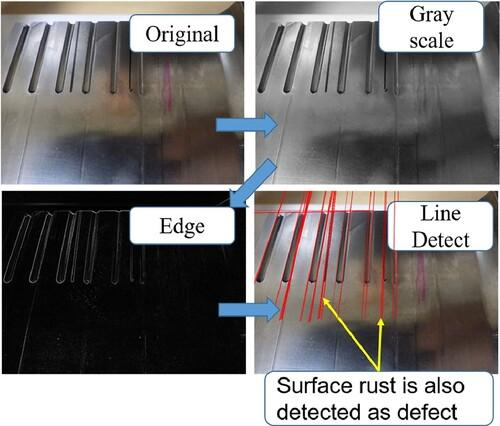 Original
Gray
scale
Edge
Line
Detect
Surface rust is also
detected as defect